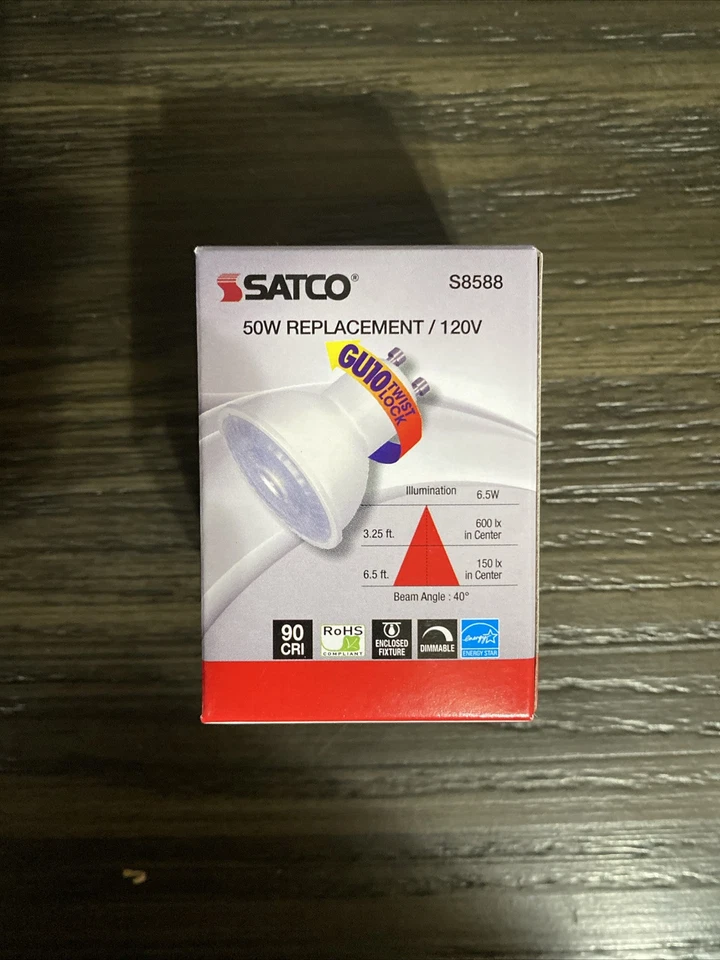 SATCO®
S8588
50W REPLACEMENT / 120V
GU10
TWIST
LOCK
Illumination 6.5W
3.25 ft. 600 lx
in Center
6.5 ft. 150 lx
in Center
Beam Angle : 40°
90
CRI
RoHS
COMPLIANT
ENCLOSED
FIXTURE
DIMMABLE
energy
ENERGY STAR